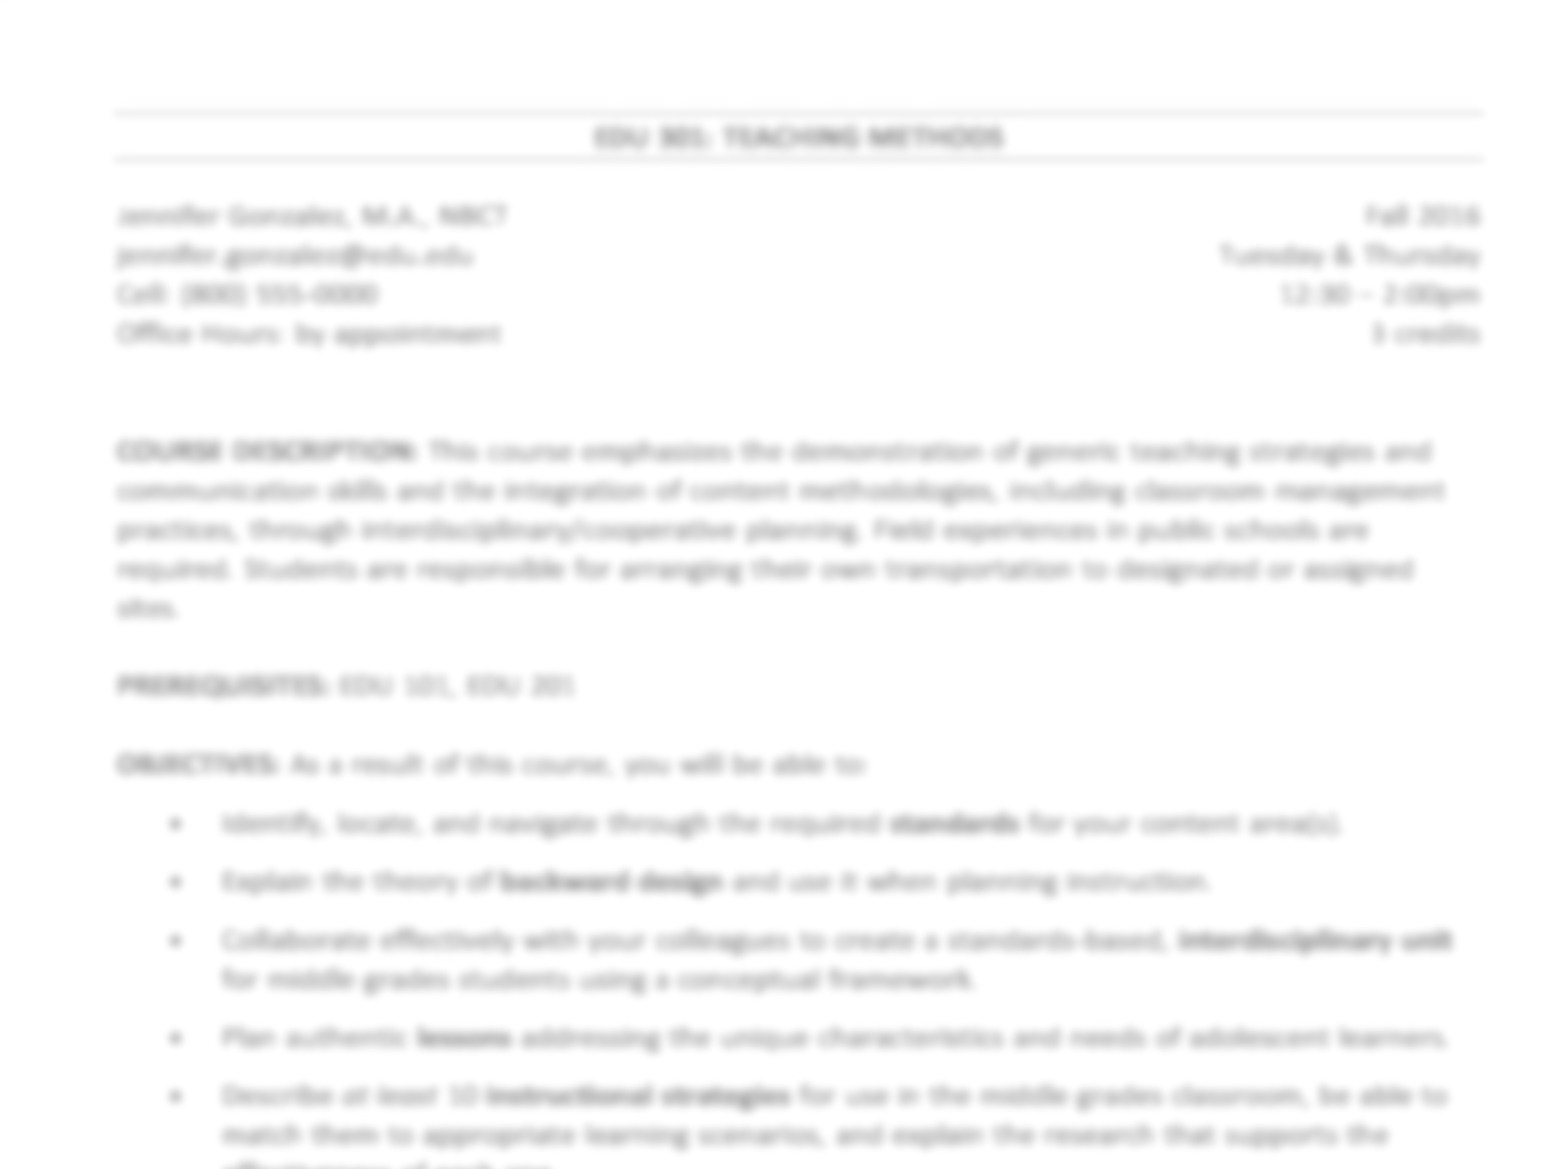 EDU 301: TEACHING METHODS
Jennifer Gonzalez, M.A., NBCT
Fall 2016
jennifer.gonzalez@edu.edu
Tuesday & Thursday
Cell: (800) 555-0000
12:30 – 2:00pm
Office Hours: by appointment
3 credits
COURSE DESCRIPTION: This course emphasizes the demonstration of generic teaching strategies and
communication skills and the integration of content methodologies, including classroom management
practices, through interdisciplinary/cooperative planning. Field experiences in public schools are
required. Students are responsible for arranging their own transportation to designated or assigned
sites.
PREREQUISITES: EDU 101, EDU 201
OBJECTIVES: As a result of this course, you will be able to:
• Identify, locate, and navigate through the required standards for your content area(s).
• Explain the theory of backward design and use it when planning instruction.
• Collaborate effectively with your colleagues to create a standards-based, interdisciplinary unit
for middle grades students using a conceptual framework.
• Plan authentic lessons addressing the unique characteristics and needs of adolescent learners.
• Describe at least 10 instructional strategies for use in the middle grades classroom, be able to
match them to appropriate learning scenarios, and explain the research that supports the